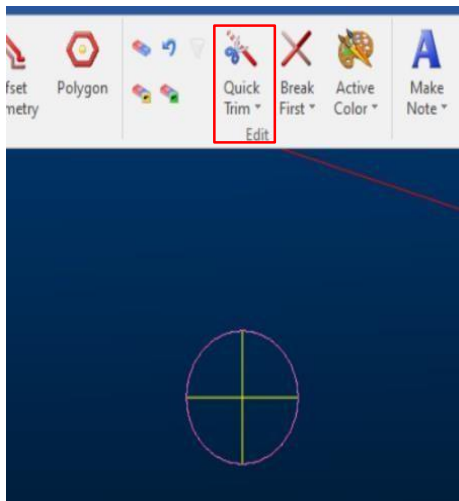 fset
metry
Polygon
Quick
Trim
Break
First
Active
Color
Make
Note
Edit